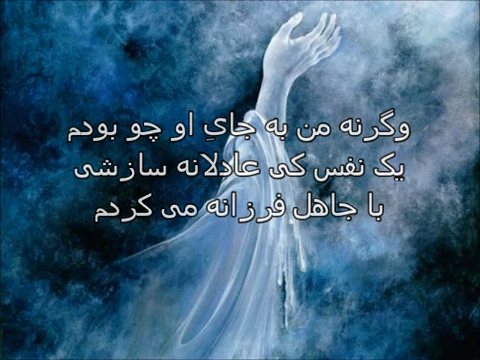 وگرنه من به جایِ او چو بودم
یک نفس کی عادلانه سازشی
با جاهل فرزانه می کردم